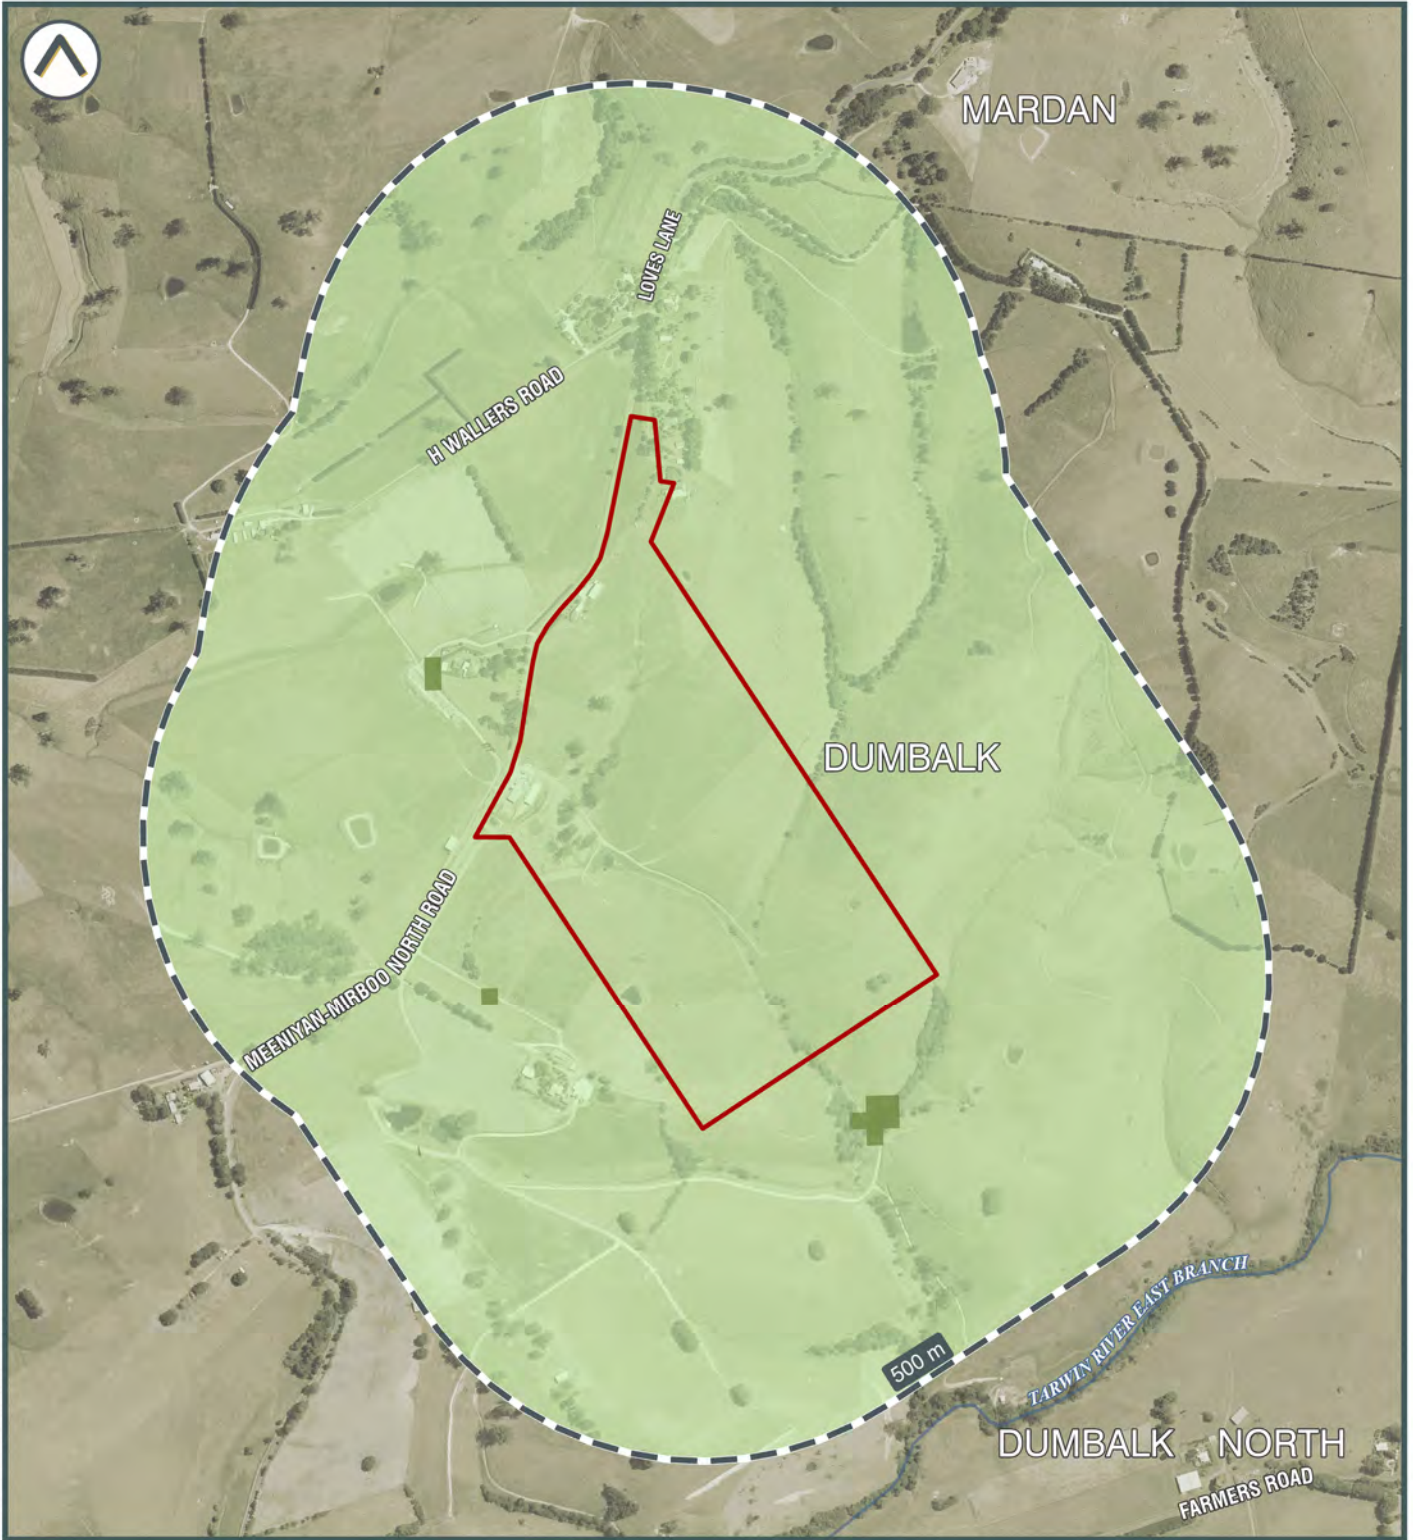 MARDAN
LOVES LANE
H WALLERS ROAD
DUMBALK
MEENIYAN-MIRBOO NORTH ROAD
500 m
TARWIN RIVER EAST BRANCH
DUMBALK NORTH
FARMERS ROAD